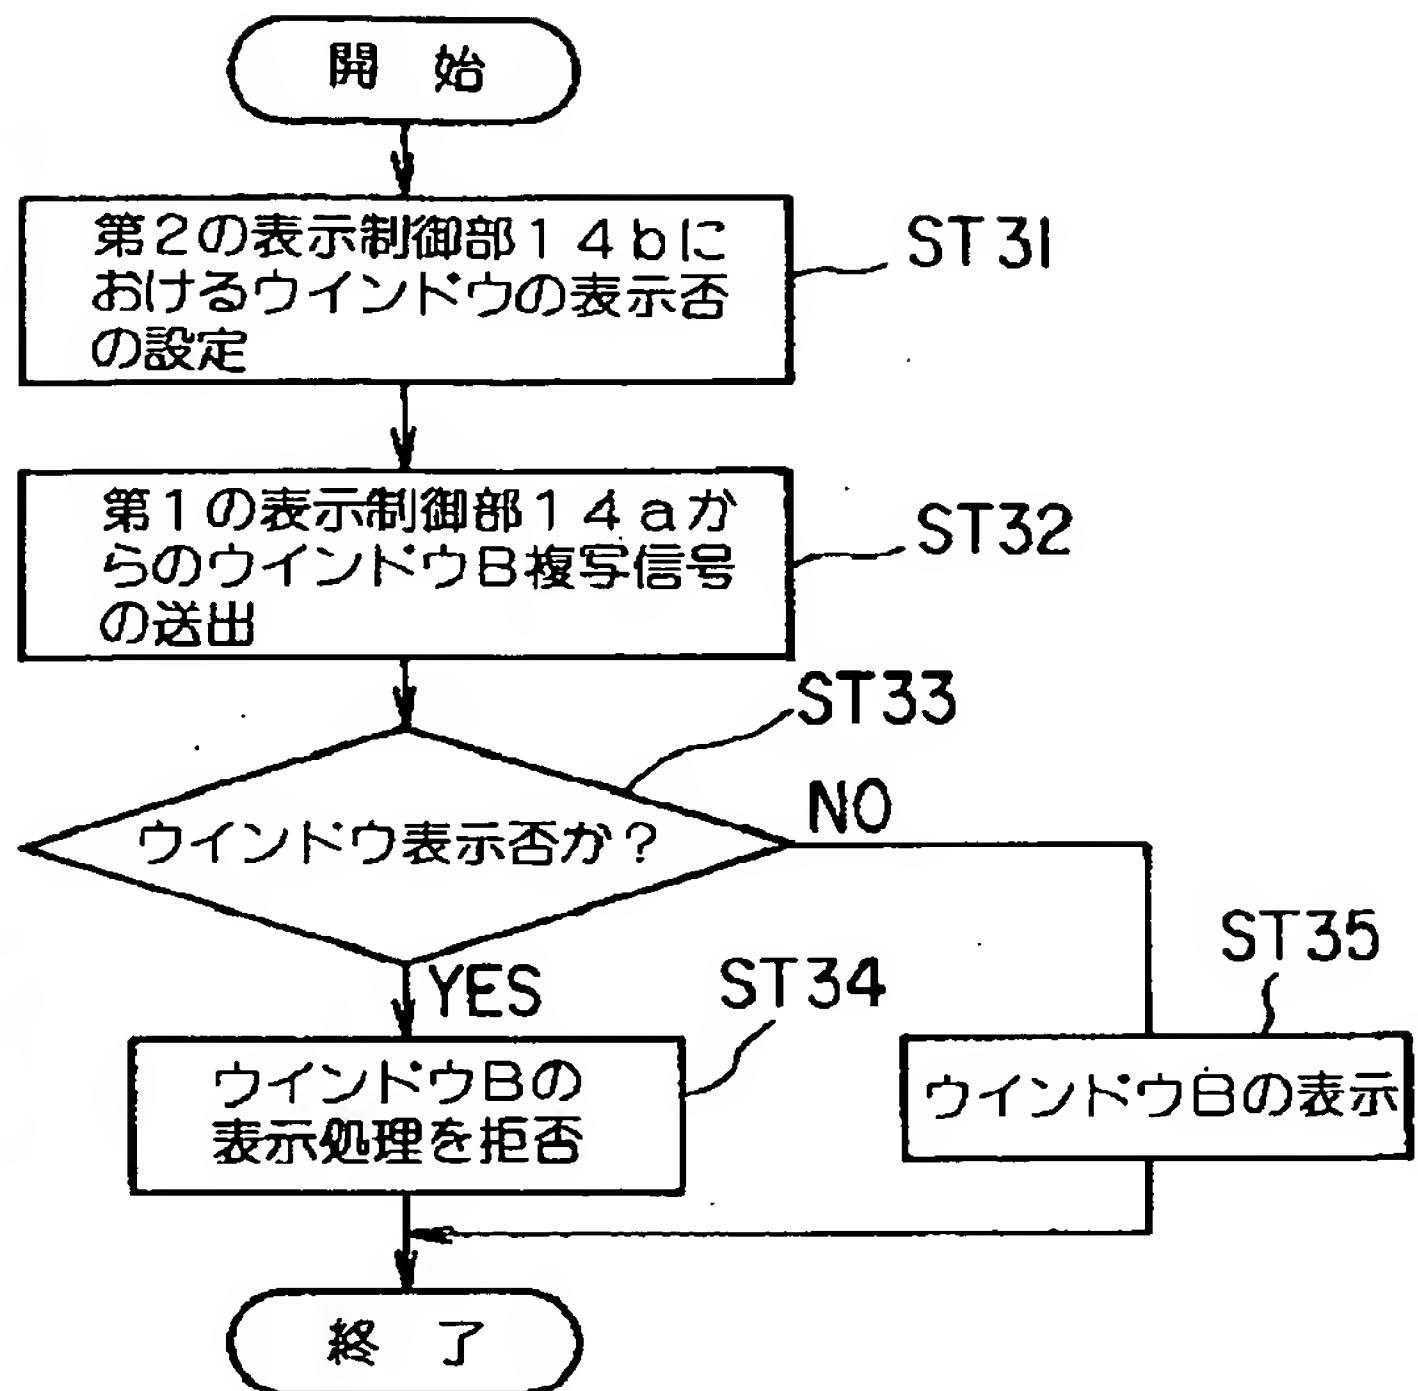 開 始
第2の表示制御部14bに
おけるウインドウの表示否
の設定
ST31
第1の表示制御部14aか
らのウインドウB複写信号
の送出
ST32
ST33
ウインドウ表示否か?
NO
YES
ST34
ST35
ウインドウBの
表示処理を拒否
ウインドウBの表示
終 了